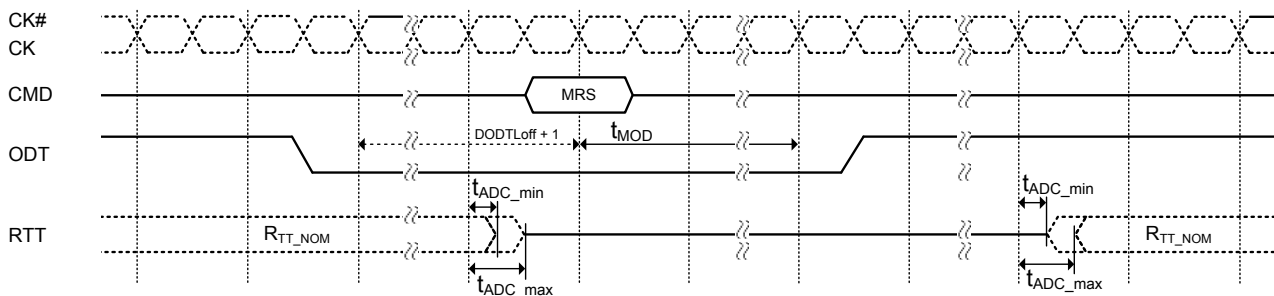 CK#
CK
CMD
MRS
DODTLoff + 1
tMOD
ODT
tADC_min
tADC_min
RTT
RTT_NOM
RTT_NOM
tADC_max
tADC_max